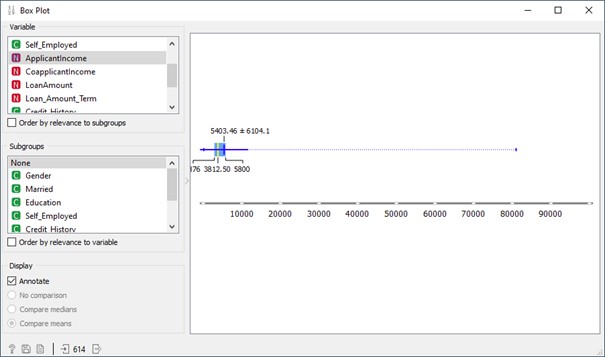 Box Plot
Variable
C Self_Employed
N ApplicantIncome
N CoapplicantIncome
N LoanAmount
N Loan_Amount_Term
C Credit_History
Order by relevance to subgroups
Subgroups
None
C Gender
C Married
C Education
C Self_Employed
C Credit_History
Order by relevance to variable
Display
Annotate
No comparison
Compare medians
Compare means
? 614
5403.46 ± 6104.1
3812.50 5800
10000 20000 30000 40000 50000 60000 70000 80000 90000